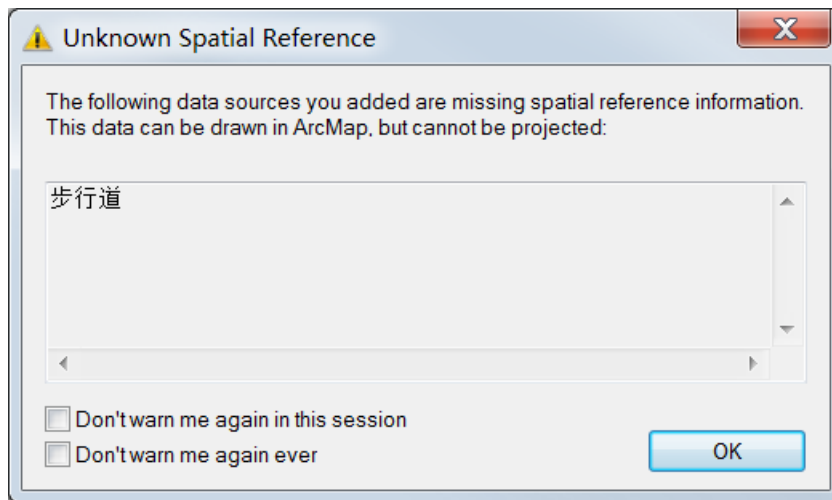 Unknown Spatial Reference
The following data sources you added are missing spatial reference information.
This data can be drawn in ArcMap, but cannot be projected:
步行道
Don't warn me again in this session
Don't warn me again ever
OK